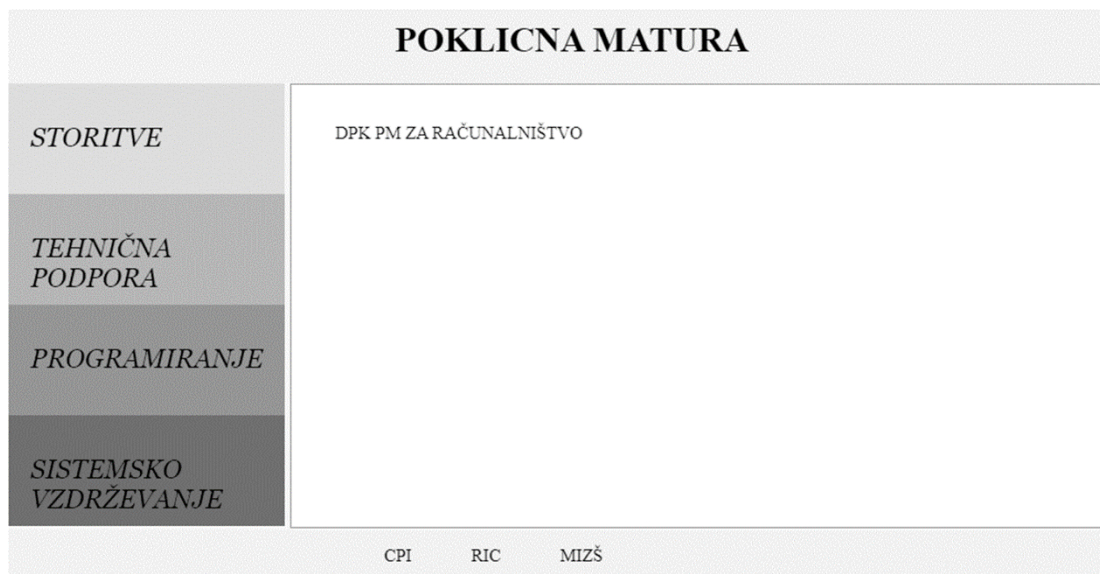 POKLICNA MATURA
STORITVE
TEHNIČNA
PODPORA
PROGRAMIRANJE
SISTEMSKO
VZDRŽEVANJE
DPK PM ZA RAČUNALNIŠTVO
CPI RIC MIZŠ